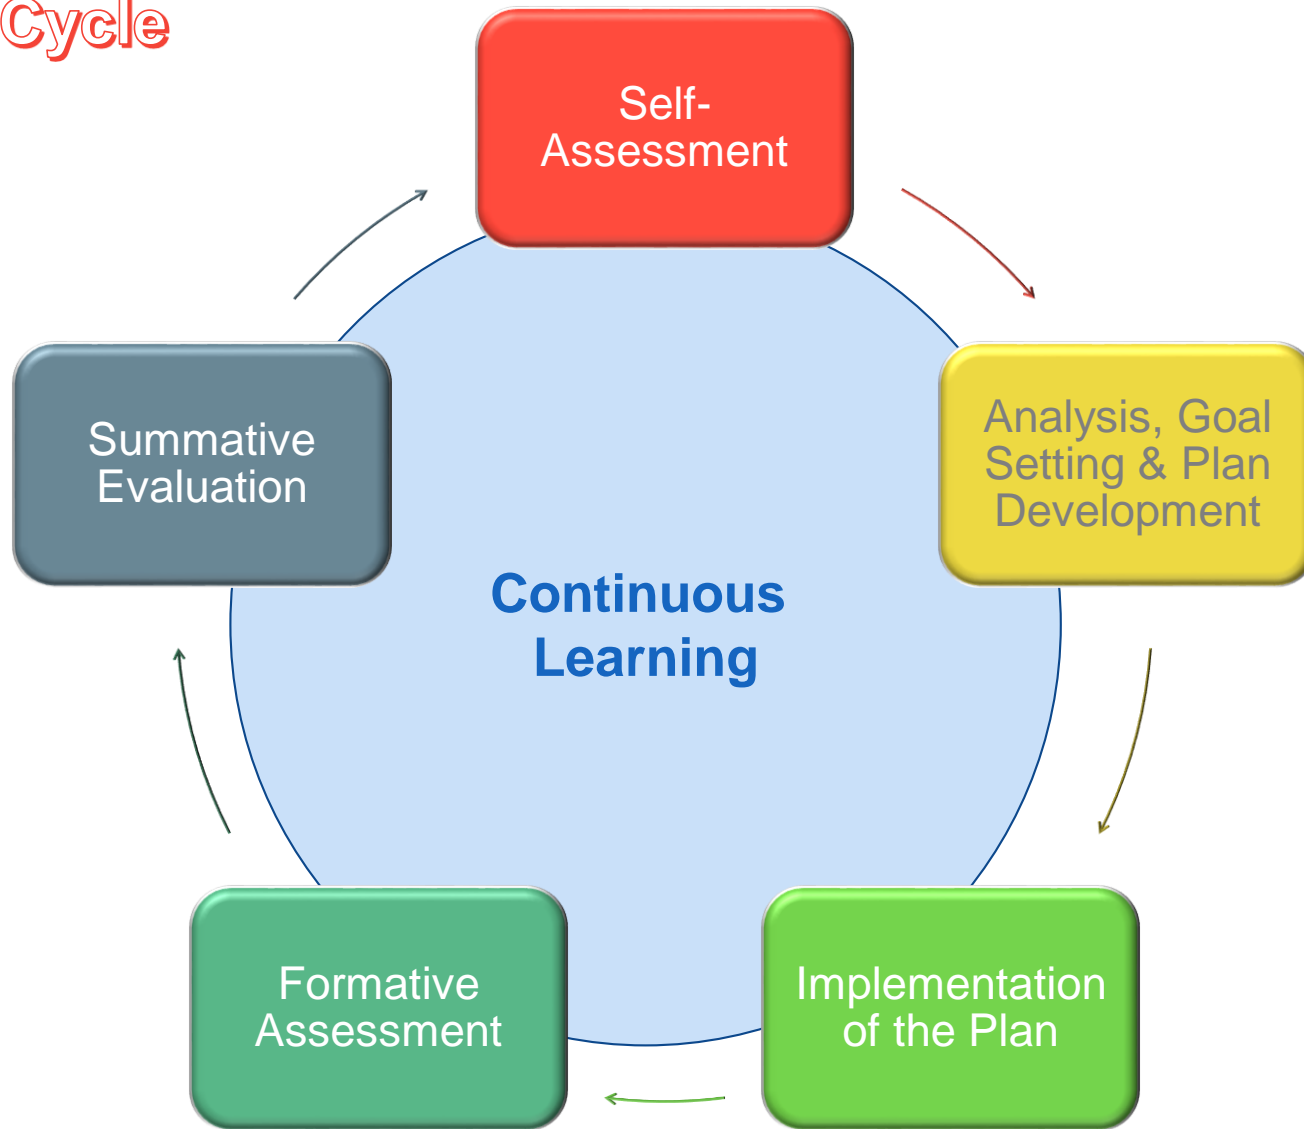 Cycle
Self-
Assessment
Analysis, Goal
Setting & Plan
Development
Implementation
of the Plan
Formative
Assessment
Summative
Evaluation
Continuous
Learning